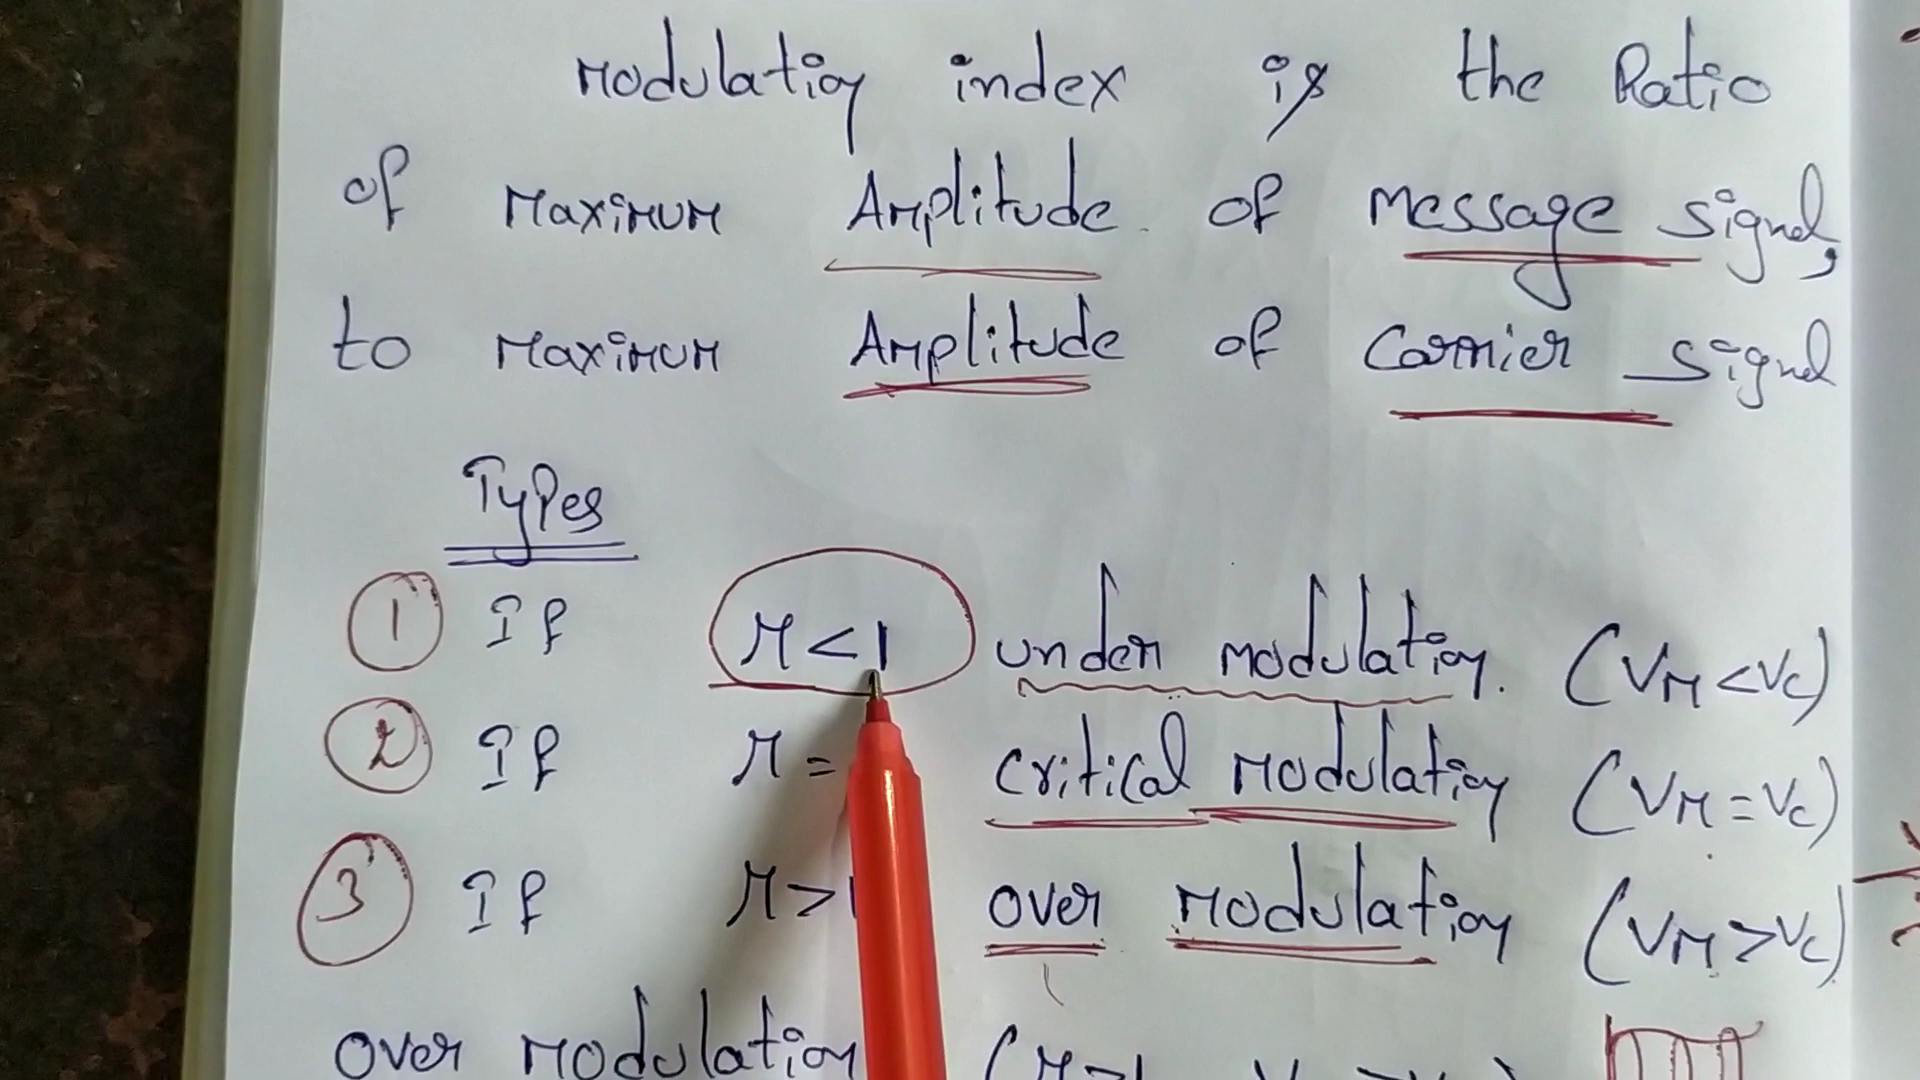 Modulation index is the Ratio
of Maximum Amplitude of Message signal,
to Maximum Amplitude of Carrier signal
Types
1 If M<1 under modulation. (VM<VC)
2 If M= critical Modulation (VM=VC)
3 If M>1 over Modulation (VM>VC)
over Modulation (M>1